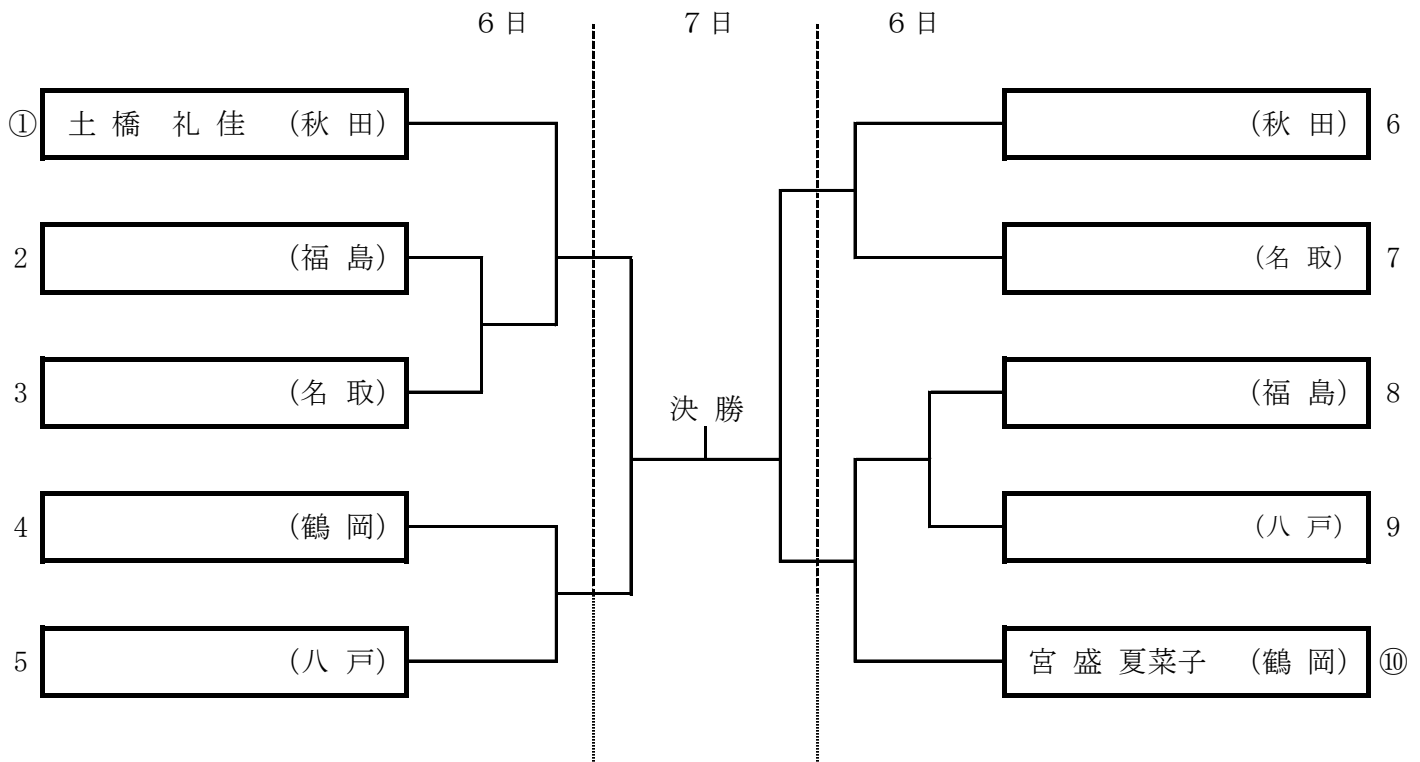 6日 7日 6日
① 土橋 礼佳 (秋田)
(秋田) 6
2 (福島)
(名取) 7
3 (名取)
(福島) 8
決勝
4 (鶴岡)
(八戸) 9
5 (八戸)
宮盛 夏菜子 (鶴岡) ⑩